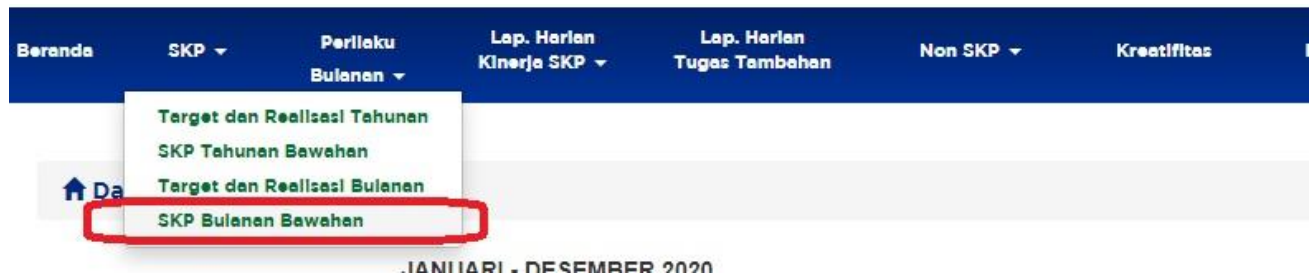 Beranda
SKP
Perilaku
Bulanan
Lap. Harian
Kinerja SKP
Lap. Harian
Tugas Tambahan
Non SKP
Kreatifitas
Target dan Realisasi Tahunan
SKP Tahunan Bawahan
Da
Target dan Realisasi Bulanan
SKP Bulanan Bawahan
JANUARI - DESEMBER 2020